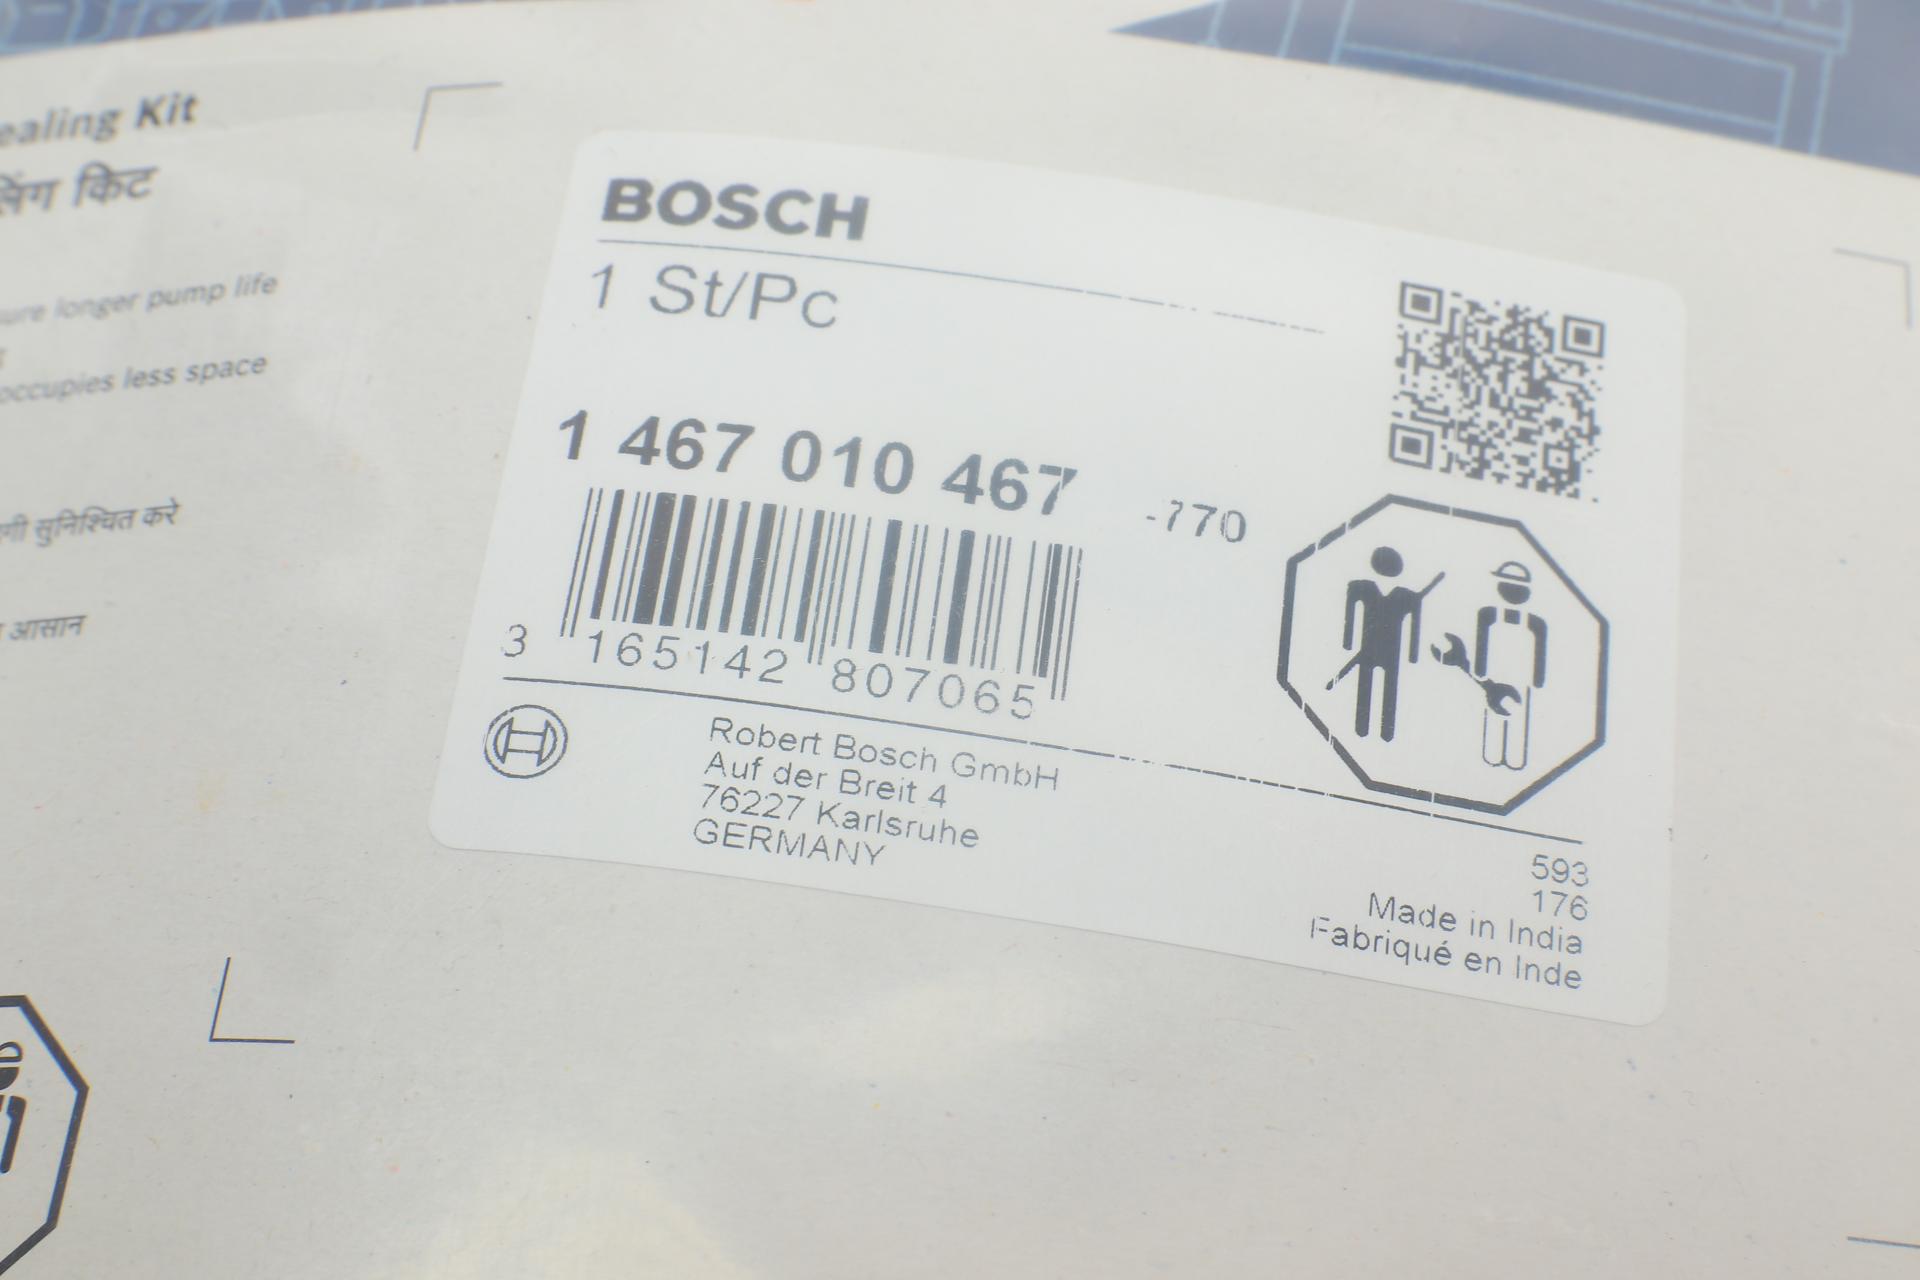 Kit
किट
longer pump life
occupies less space
सुनिश्चित करे
आसान
BOSCH
1 St/Pc
1 467 010 467 -770
3 165142 807065
Robert Bosch GmbH
Auf der Breit 4
76227 Karlsruhe
GERMANY
593
176
Made in India
Fabriqué en Inde